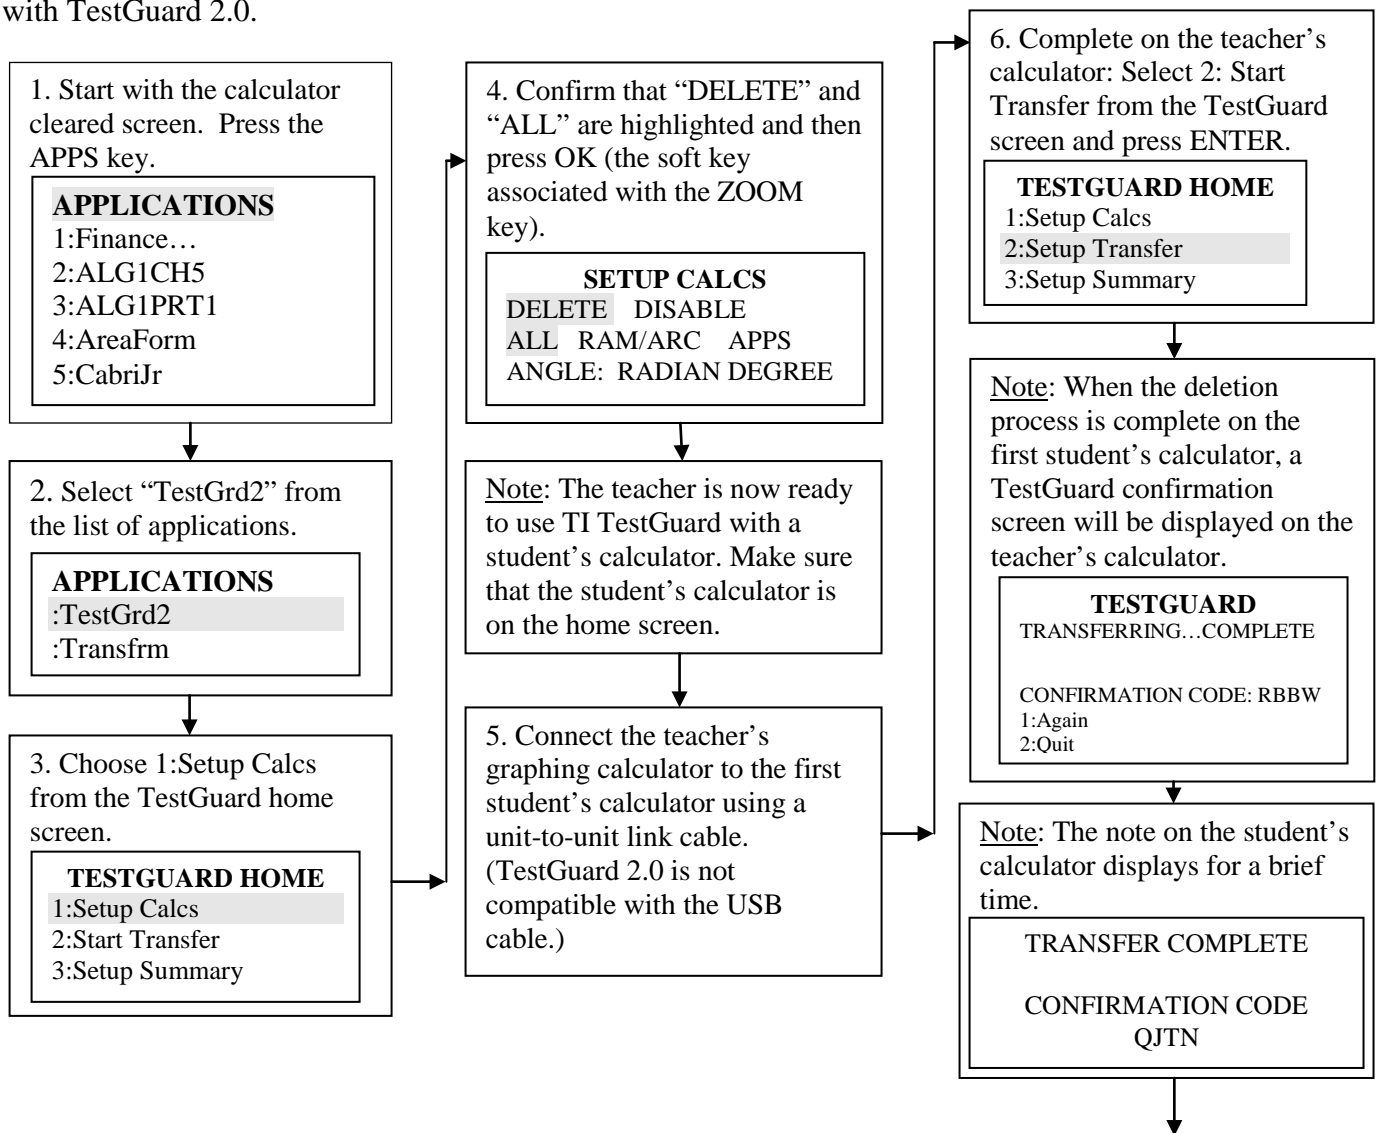 with TestGuard 2.0.
1. Start with the calculator
cleared screen.  Press the
APPS key.
APPLICATIONS
1:Finance…
2:ALG1CH5
3:ALG1PRT1
4:AreaForm
5:CabriJr
2. Select “TestGrd2” from
the list of applications.
APPLICATIONS
:TestGrd2
:Transfrm
3. Choose 1:Setup Calcs
from the TestGuard home
screen.
TESTGUARD HOME
1:Setup Calcs
2:Start Transfer
3:Setup Summary
4. Confirm that “DELETE” and
“ALL” are highlighted and then
press OK (the soft key
associated with the ZOOM
key).
SETUP CALCS
DELETE DISABLE
ALL RAM/ARC APPS
ANGLE: RADIAN DEGREE
Note: The teacher is now ready
to use TI TestGuard with a
student’s calculator. Make sure
that the student’s calculator is
on the home screen.
5. Connect the teacher’s
graphing calculator to the first
student’s calculator using a
unit-to-unit link cable.
(TestGuard 2.0 is not
compatible with the USB
cable.)
6. Complete on the teacher’s
calculator: Select 2: Start
Transfer from the TestGuard
screen and press ENTER.
TESTGUARD HOME
1:Setup Calcs
2:Setup Transfer
3:Setup Summary
Note: When the deletion
process is complete on the
first student’s calculator, a
TestGuard confirmation
screen will be displayed on the
teacher’s calculator.
TESTGUARD
TRANSFERRING…COMPLETE
CONFIRMATION CODE: RBBW
1:Again
2:Quit
Note: The note on the student’s
calculator displays for a brief
time.
TRANSFER COMPLETE
CONFIRMATION CODE
QJTN